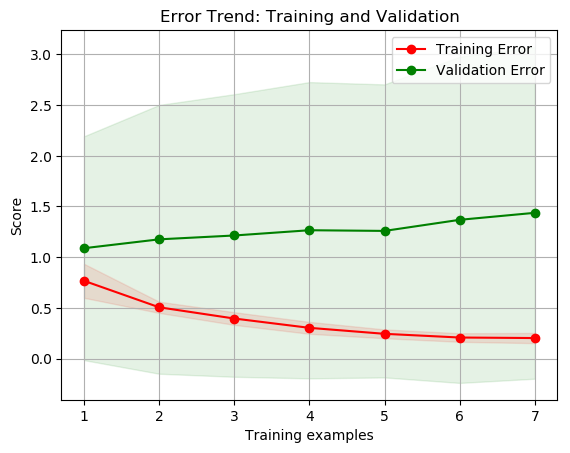 Error Trend: Training and Validation
Training Error
Validation Error
3.0
2.5
2.0
1.5
1.0
0.5
0.0
Score
1 2 3 4 5 6 7
Training examples